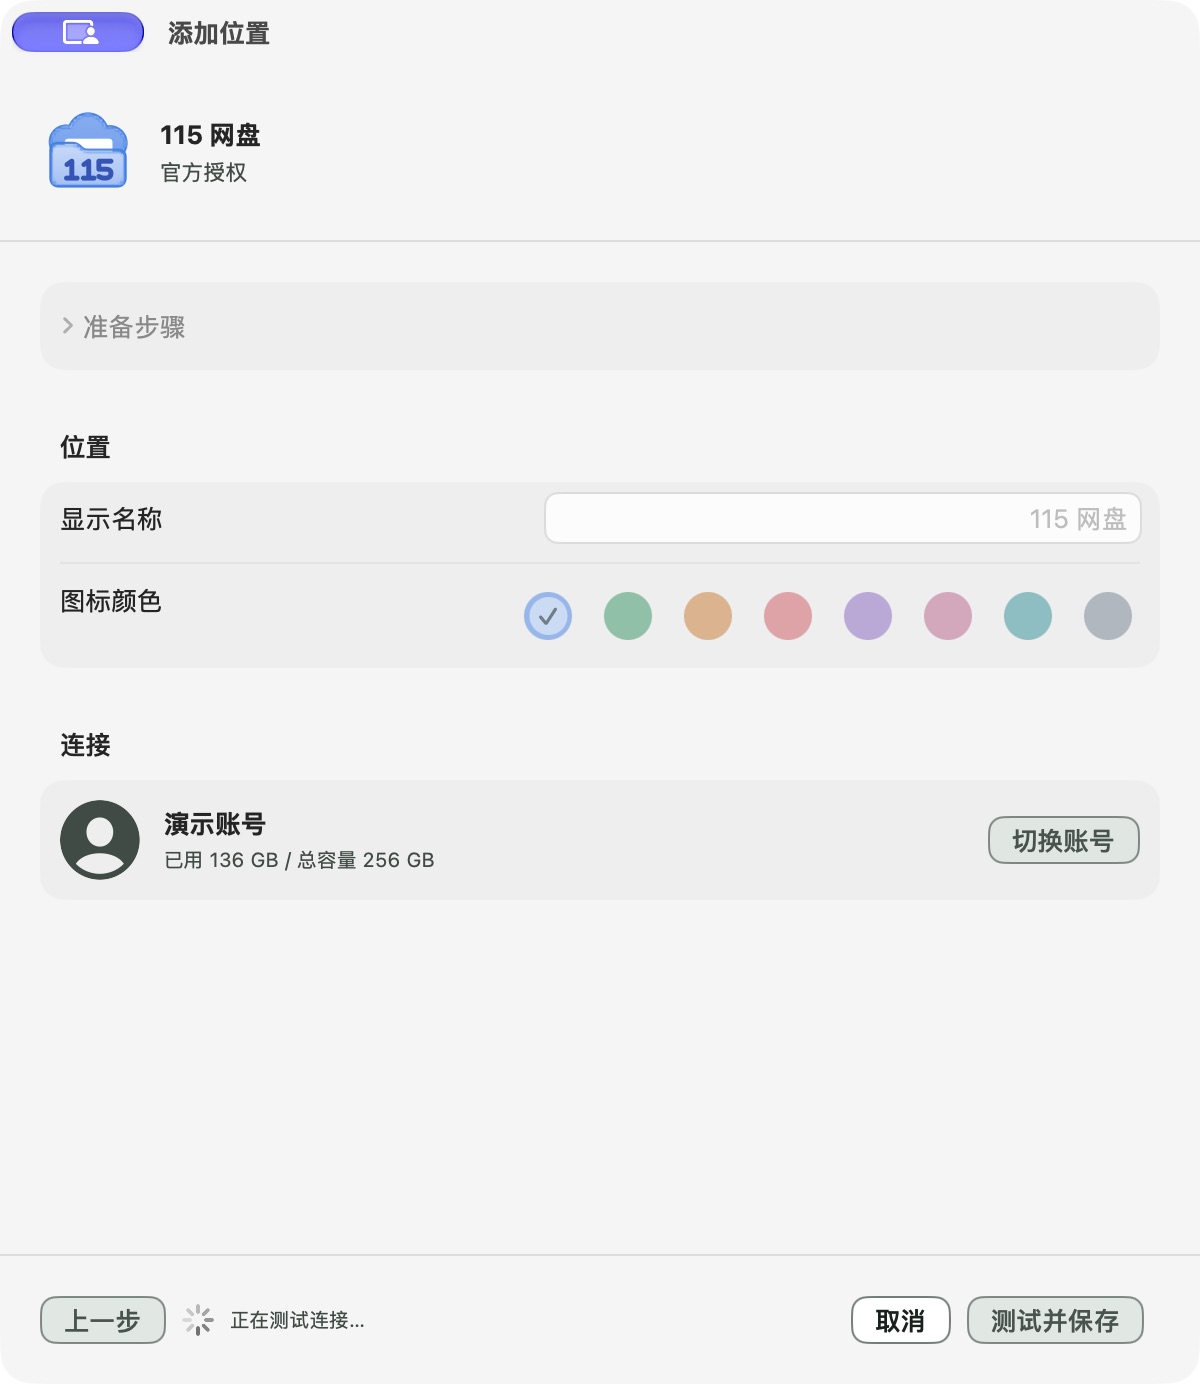 添加位置
115
115 网盘
官方授权
准备步骤
位置
显示名称
115 网盘
图标颜色
连接
演示账号
已用 136 GB / 总容量 256 GB
切换账号
上一步
正在测试连接...
取消
测试并保存